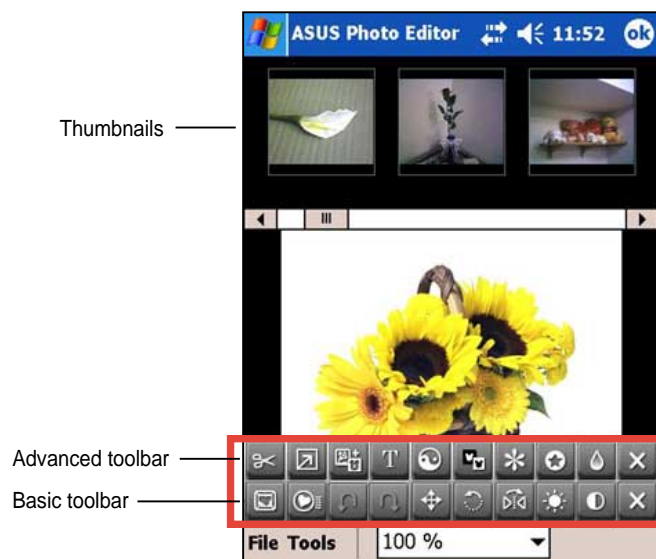 ASUS Photo Editor 11:52 ok
Thumbnails
Advanced toolbar
Basic toolbar
File Tools 100 %